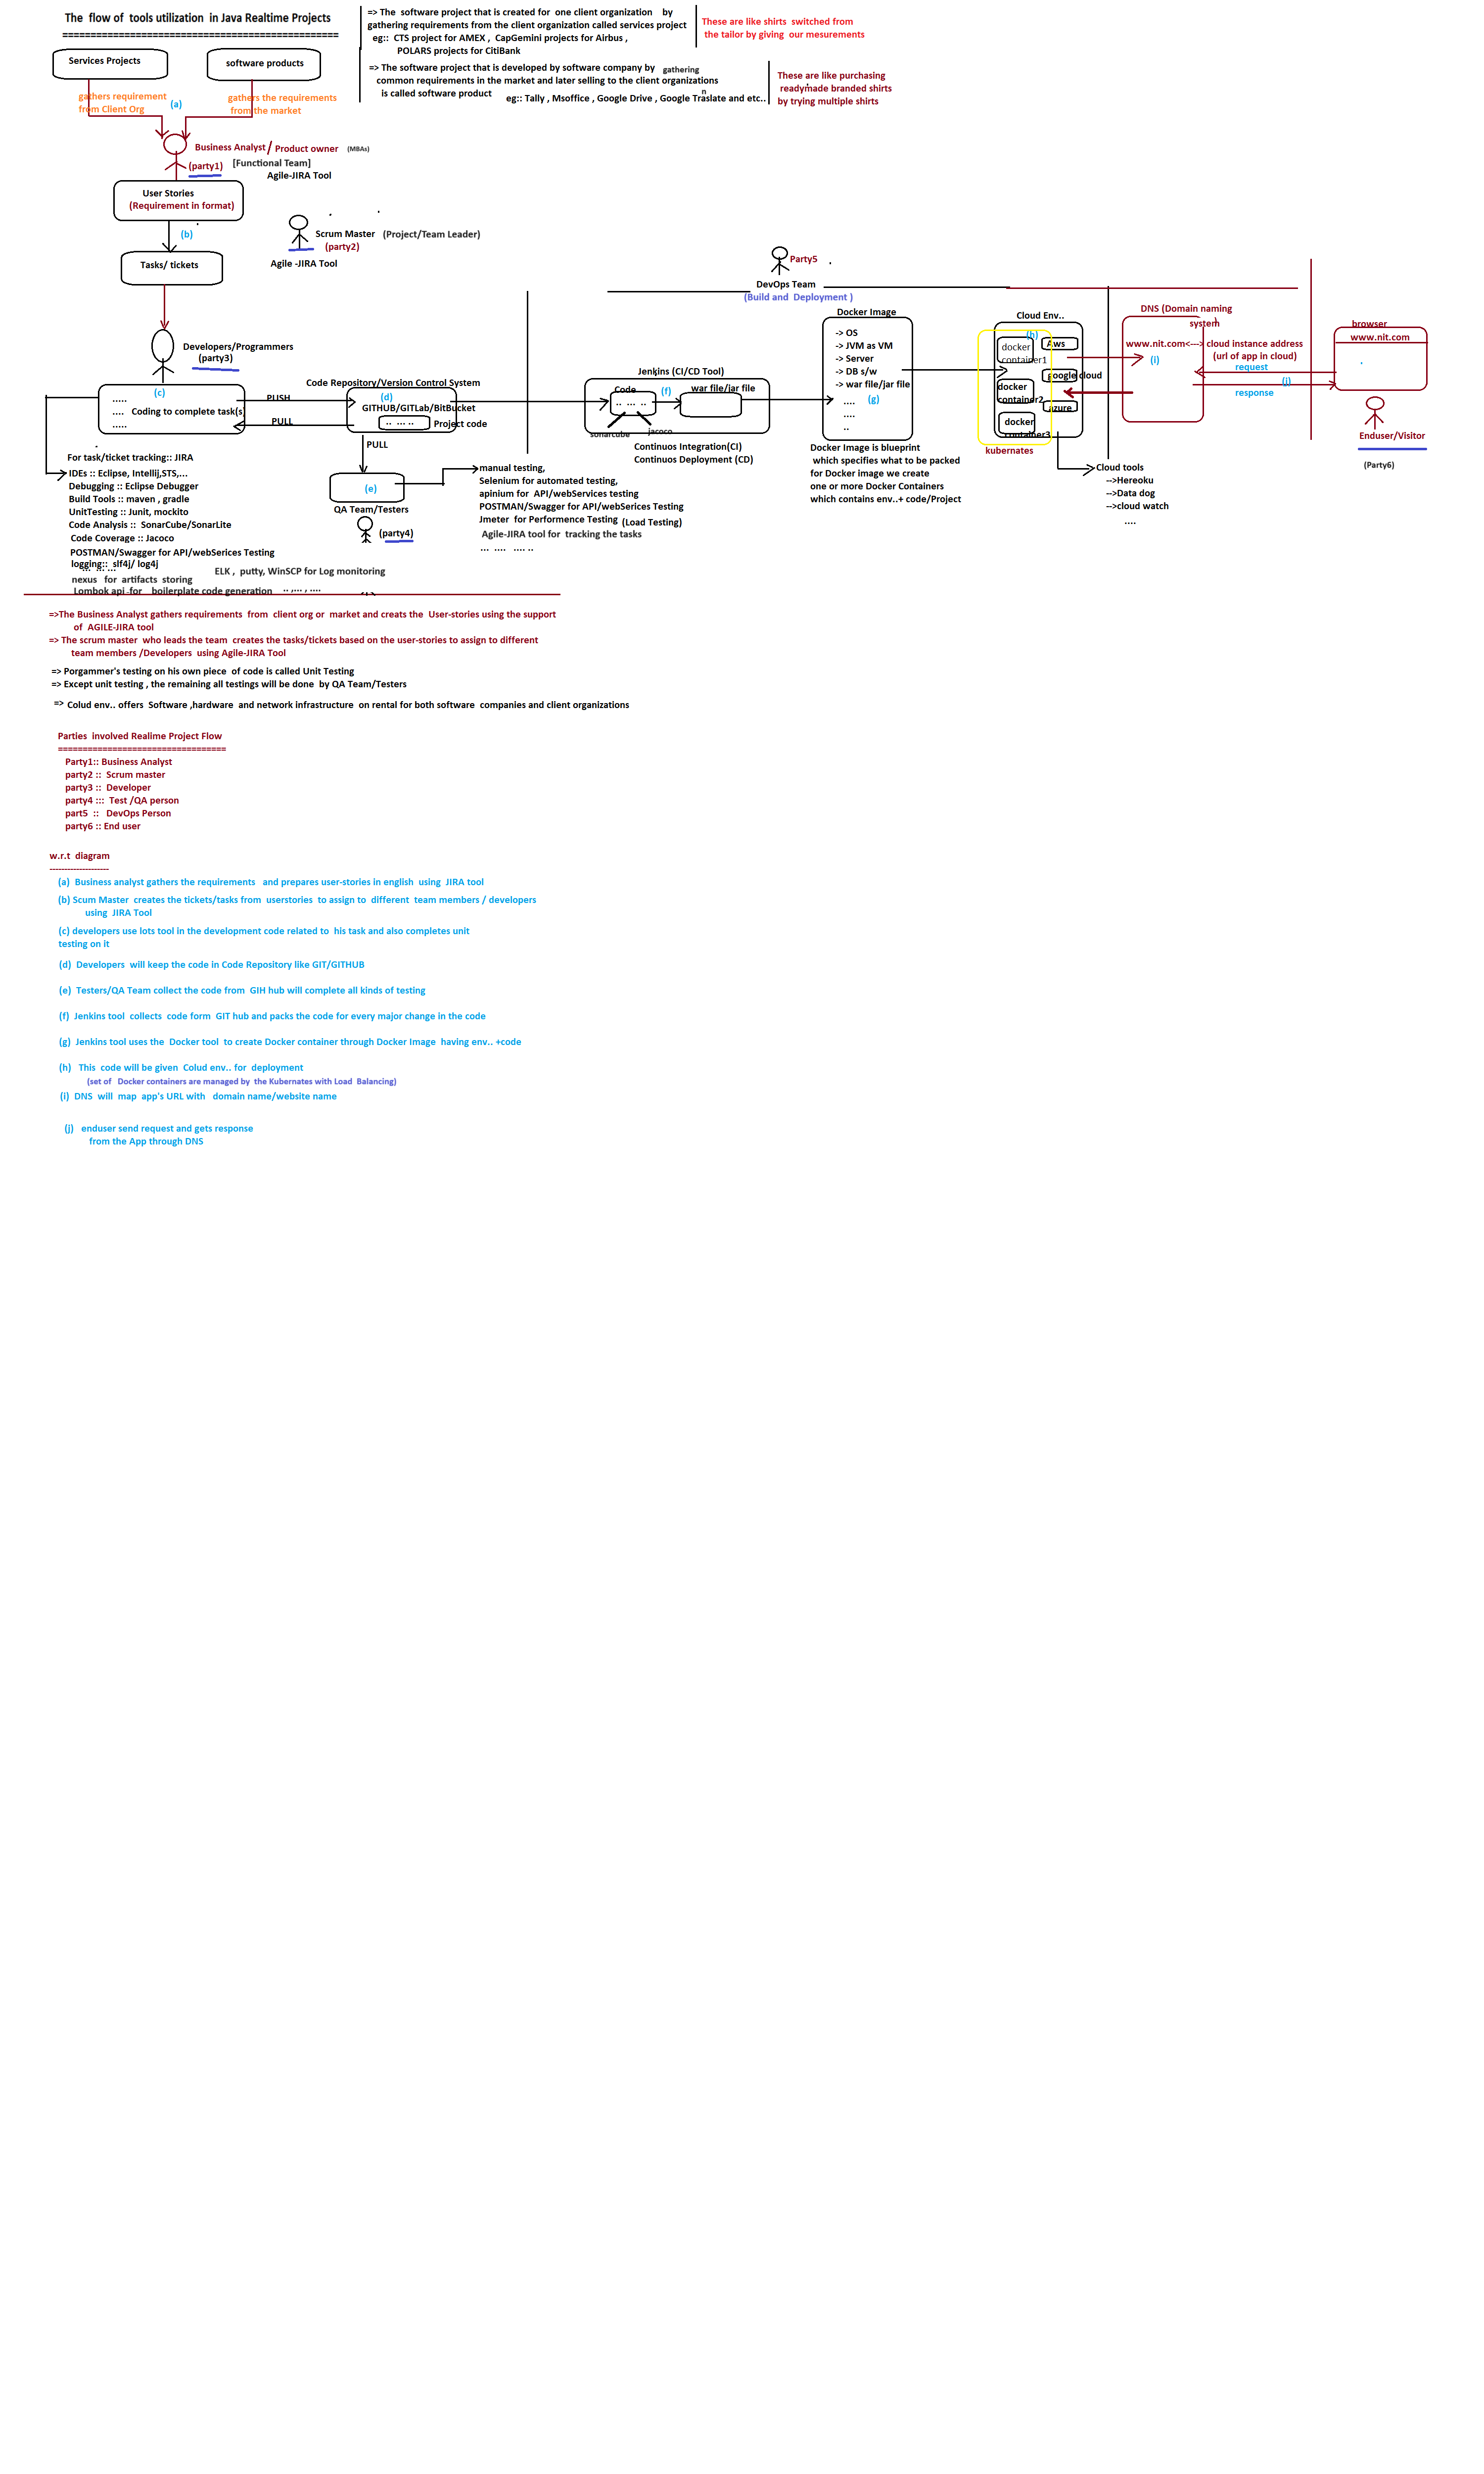 The flow of tools utilization in Java Realtime Projects
=================================================
=> The software project that is created for one client organization by
gathering requirements from the client organization called services project
eg:: CTS project for AMEX , CapGemini projects for Airbus ,
POLARS projects for CitiBank
These are like shirts switched from
the tailor by giving our mesurements
=> The software project that is developed by software company by gathering
common requirements in the market and later selling to the client organizations
is called software product
eg:: Tally , Msoffice , Google Drive , Google Traslate and etc..
n
These are like purchasing
readymade branded shirts
by trying multiple shirts
Services Projects
software products
gathers requirement
from Client Org
(a)
gathers the requirements
from the market
Business Analyst / Product owner (MBAs)
(party1) [Functional Team]
Agile-JIRA Tool
User Stories
(Requirement in format)
(b)
Scrum Master (Project/Team Leader)
(party2)
Agile -JIRA Tool
Tasks/ tickets
Party5
DevOps Team
(Build and Deployment )
Developers/Programmers
(party3)
(c)
.....
.... Coding to complete task(s)
.....
PUSH
PULL
Code Repository/Version Control System
(d)
GITHUB/GITLab/BitBucket
.. ... .. Project code
PULL
(e)
QA Team/Testers
(party4)
Jenkins (CI/CD Tool)
Code
.. ... ..
(f)
war file/jar file
sonarcube
jacoco
Continuos Integration(CI)
Continuos Deployment (CD)
Docker Image
-> OS
-> JVM as VM
-> Server
-> DB s/w
-> war file/jar file
.... (g)
....
..
Docker Image is blueprint
which specifies what to be packed
for Docker image we create
one or more Docker Containers
which contains env..+ code/Project
Cloud Env..
(h)
docker
container1
Aws
google cloud
docker
container2
azure
docker
container3
kubernates
Cloud tools
-->Hereoku
-->Data dog
-->cloud watch
....
DNS (Domain naming
system )
www.nit.com<---> cloud instance address
(url of app in cloud)
(i)
request
(j)
response
browser
www.nit.com
Enduser/Visitor
(Party6)
For task/ticket tracking:: JIRA
IDEs :: Eclipse, Intellij,STS,...
Debugging :: Eclipse Debugger
Build Tools :: maven , gradle
UnitTesting :: Junit, mockito
Code Analysis :: SonarCube/SonarLite
Code Coverage :: Jacoco
POSTMAN/Swagger for API/webSerices Testing
logging:: slf4j/ log4j
... ... ...
ELK , putty, WinSCP for Log monitoring
nexus for artifacts storing
Lombok api -for boilerplate code generation .. ,... , ....
manual testing,
Selenium for automated testing,
apinium for API/webServices testing
POSTMAN/Swagger for API/webSerices Testing
Jmeter for Performence Testing (Load Testing)
Agile-JIRA tool for tracking the tasks
... .... .... ..
=>The Business Analyst gathers requirements from client org or market and creats the User-stories using the support
of AGILE-JIRA tool
=> The scrum master who leads the team creates the tasks/tickets based on the user-stories to assign to different
team members /Developers using Agile-JIRA Tool
=> Porgammer's testing on his own piece of code is called Unit Testing
=> Except unit testing , the remaining all testings will be done by QA Team/Testers
=> Colud env.. offers Software ,hardware and network infrastructure on rental for both software companies and client organizations
Parties involved Realime Project Flow
==================================
Party1:: Business Analyst
party2 :: Scrum master
party3 :: Developer
party4 ::: Test /QA person
part5 :: DevOps Person
party6 :: End user
w.r.t diagram
--------------------
(a) Business analyst gathers the requirements and prepares user-stories in english using JIRA tool
(b) Scum Master creates the tickets/tasks from userstories to assign to different team members / developers
using JIRA Tool
(c) developers use lots tool in the development code related to his task and also completes unit
testing on it
(d) Developers will keep the code in Code Repository like GIT/GITHUB
(e) Testers/QA Team collect the code from GIH hub will complete all kinds of testing
(f) Jenkins tool collects code form GIT hub and packs the code for every major change in the code
(g) Jenkins tool uses the Docker tool to create Docker container through Docker Image having env.. +code
(h) This code will be given Colud env.. for deployment
(set of Docker containers are managed by the Kubernates with Load Balancing)
(i) DNS will map app's URL with domain name/website name
(j) enduser send request and gets response
from the App through DNS